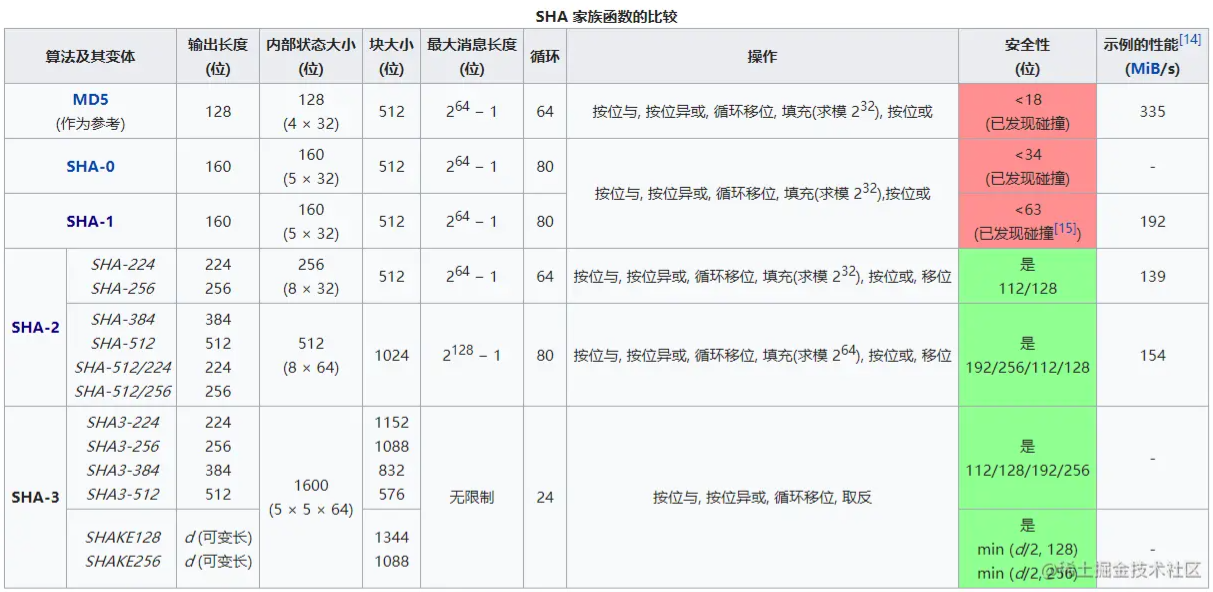 SHA 家族函数的比较
算法及其变体 输出长度 (位) 内部状态大小 (位) 块大小 (位) 最大消息长度 (位) 循环 操作 安全性 (位) 示例的性能[14] (MiB/s)
MD5 (作为参考) 128 128 (4 × 32) 512 2^64 − 1 64 按位与, 按位异或, 循环移位, 填充(求模 2^32), 按位或 <18 (已发现碰撞) 335
SHA-0 160 160 (5 × 32) 512 2^64 − 1 80 按位与, 按位异或, 循环移位, 填充(求模 2^32),按位或 <34 (已发现碰撞) -
SHA-1 160 160 (5 × 32) 512 2^64 − 1 80 <63 (已发现碰撞[15]) 192
SHA-2
SHA-224 224 256 (8 × 32) 512 2^64 − 1 64 按位与, 按位异或, 循环移位, 填充(求模 2^32), 按位或, 移位 是 112/128 139
SHA-256 256
SHA-384 384 512 (8 × 64) 1024 2^128 − 1 80 按位与, 按位异或, 循环移位, 填充(求模 2^64), 按位或, 移位 是 192/256/112/128 154
SHA-512 512
SHA-512/224 224
SHA-512/256 256
SHA-3
SHA3-224 224 1600 (5 × 5 × 64) 1152 无限制 24 按位与, 按位异或, 循环移位, 取反 是 112/128/192/256 -
SHA3-256 256 1088
SHA3-384 384 832
SHA3-512 512 576
SHAKE128 d (可变长) 1344 是 min (d/2, 128) -
SHAKE256 d (可变长) 1088 min (d/2, 256)
@稀土掘金技术社区